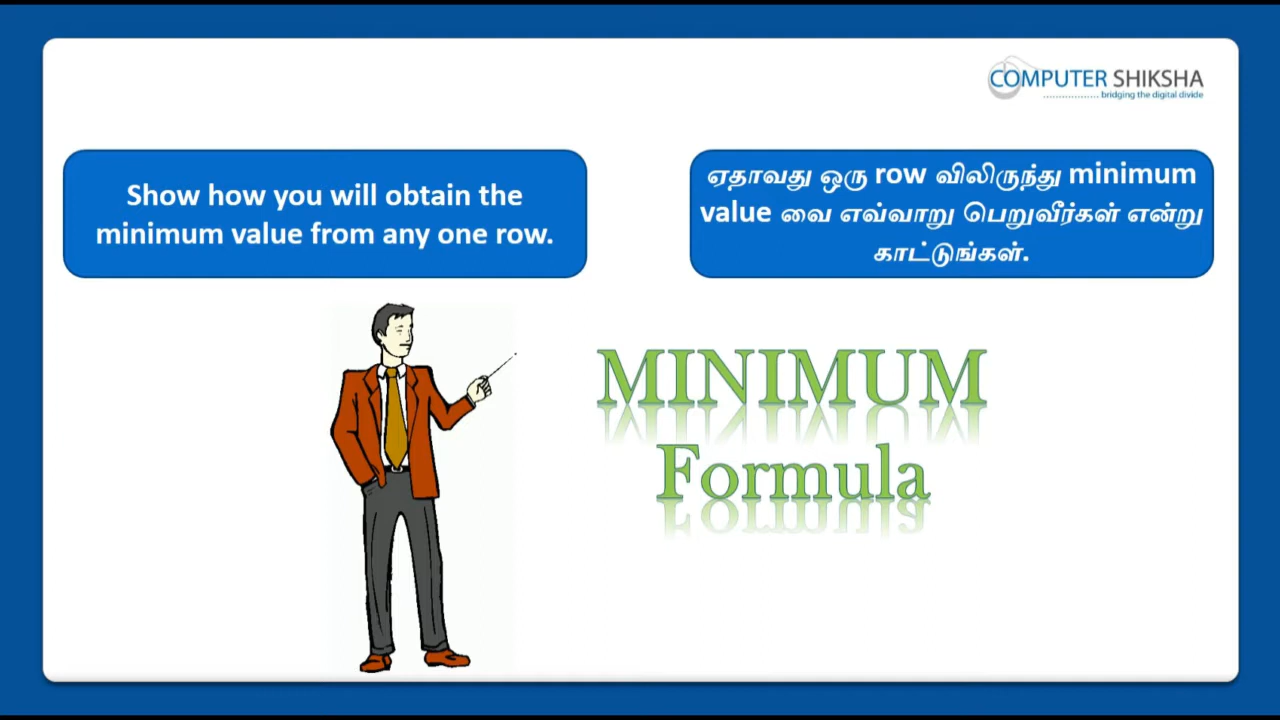 COMPUTER SHIKSHA
bridging the digital divide
Show how you will obtain the
minimum value from any one row.
ஏதாவது ஒரு row விலிருந்து minimum
value வை எவ்வாறு பெறுவீர்கள் என்று
காட்டுங்கள்.
MINIMUM
Formula